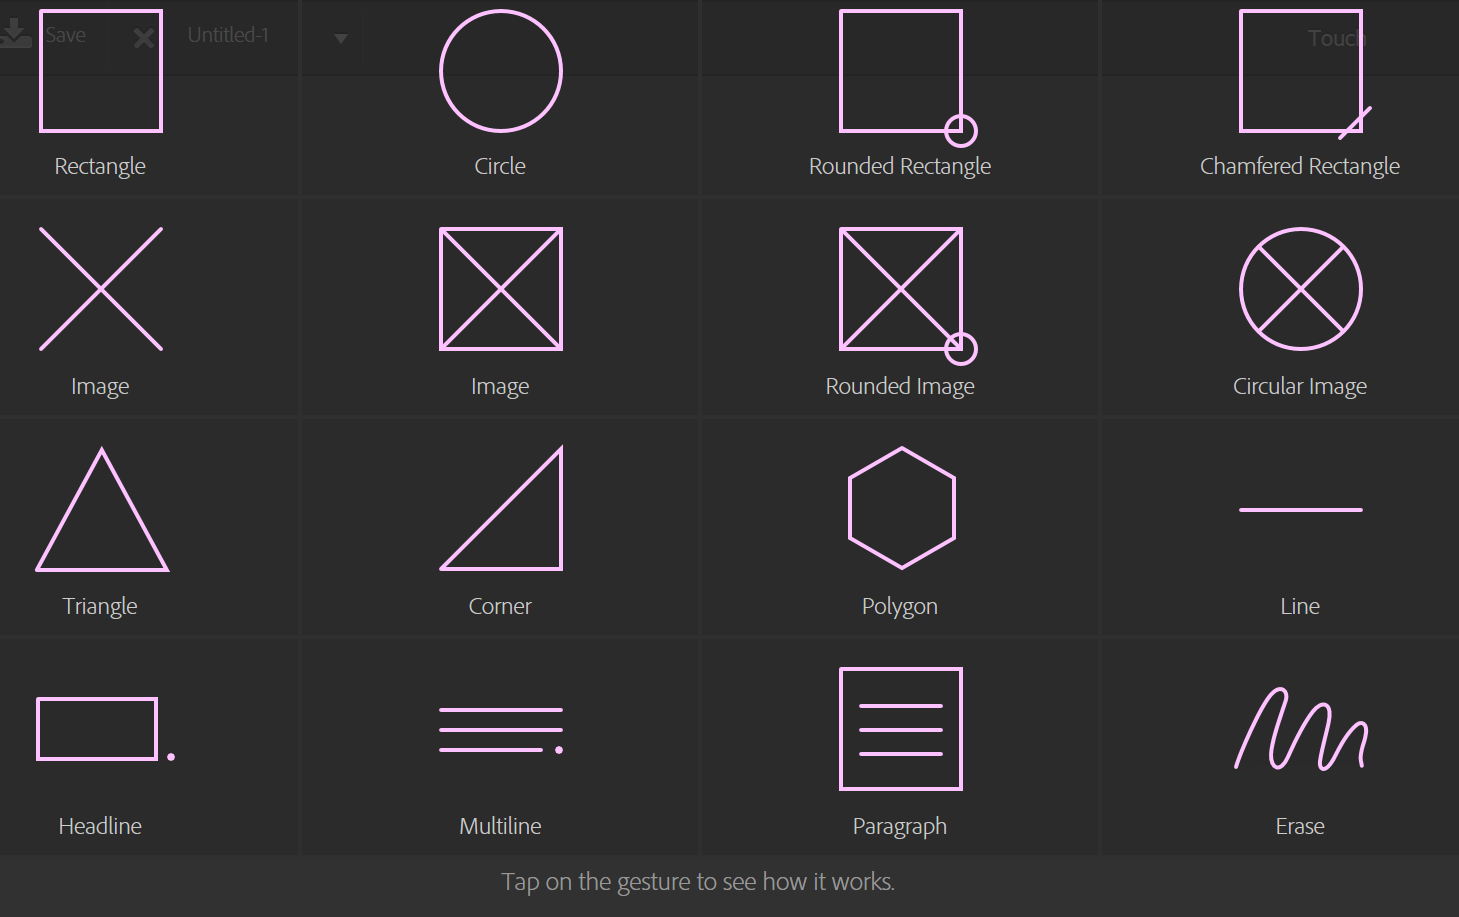 Save Untitled-1 Touch
Rectangle Circle Rounded Rectangle Chamfered Rectangle
Image Image Rounded Image Circular Image
Triangle Corner Polygon Line
Headline Multiline Paragraph Erase
Tap on the gesture to see how it works.